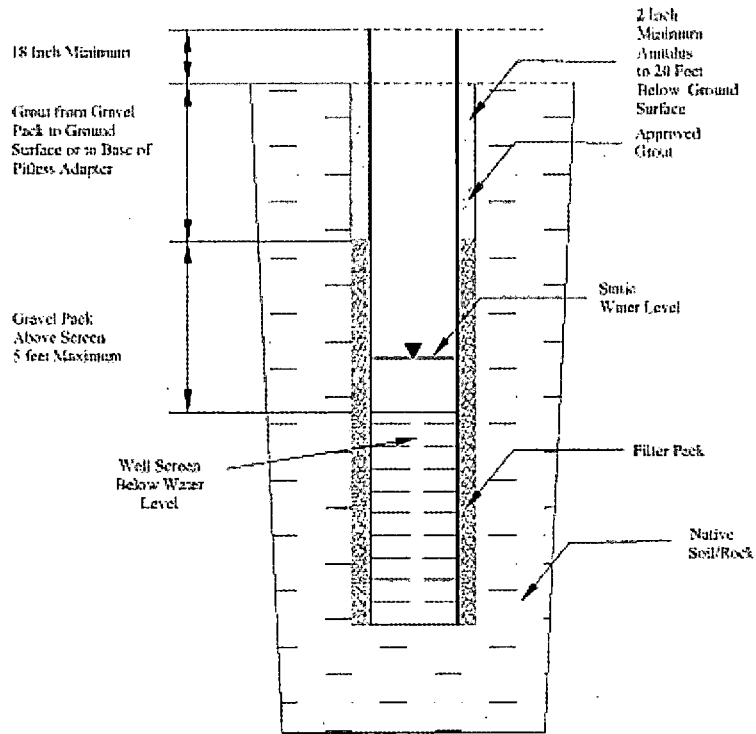 18 Inch Minimum
Grout from Gravel
Pack to Ground
Surface or to Base of
Pitless Adapter
Gravel Pack
Above Screen
5 feet Maximum
Well Screen
Below Water
Level
2 Inch
Minimum
Annulus
to 20 Feet
Below Ground
Surface
Approved
Grout
Static
Water Level
Filter Pack
Native
Soil/Rock